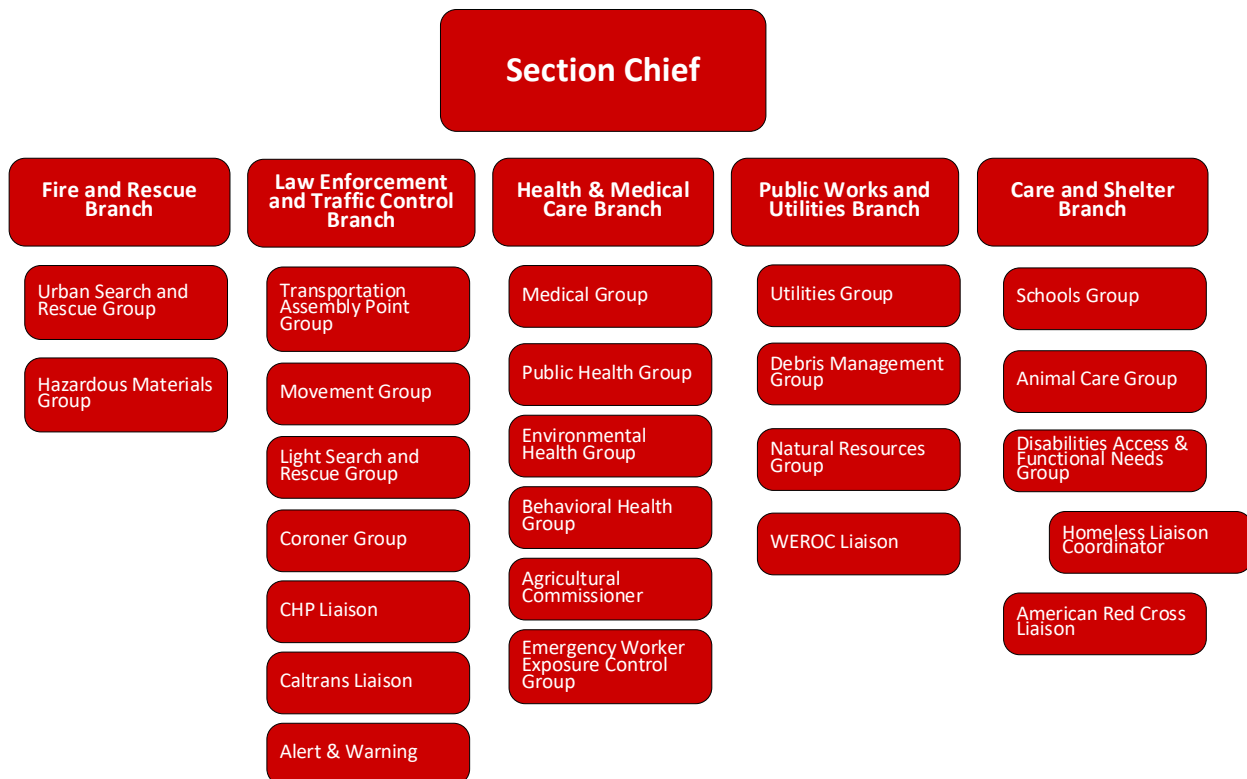 Section Chief
Fire and Rescue
Branch
Urban Search and
Rescue Group
Hazardous Materials
Group
Law Enforcement
and Traffic Control
Branch
Transportation
Assembly Point
Group
Movement Group
Light Search and
Rescue Group
Coroner Group
CHP Liaison
Caltrans Liaison
Alert & Warning
Health & Medical
Care Branch
Medical Group
Public Health Group
Environmental
Health Group
Behavioral Health
Group
Agricultural
Commissioner
Emergency Worker
Exposure Control
Group
Public Works and
Utilities Branch
Utilities Group
Debris Management
Group
Natural Resources
Group
WEROC Liaison
Care and Shelter
Branch
Schools Group
Animal Care Group
Disabilities Access &
Functional Needs
Group
Homeless Liaison
Coordinator
American Red Cross
Liaison